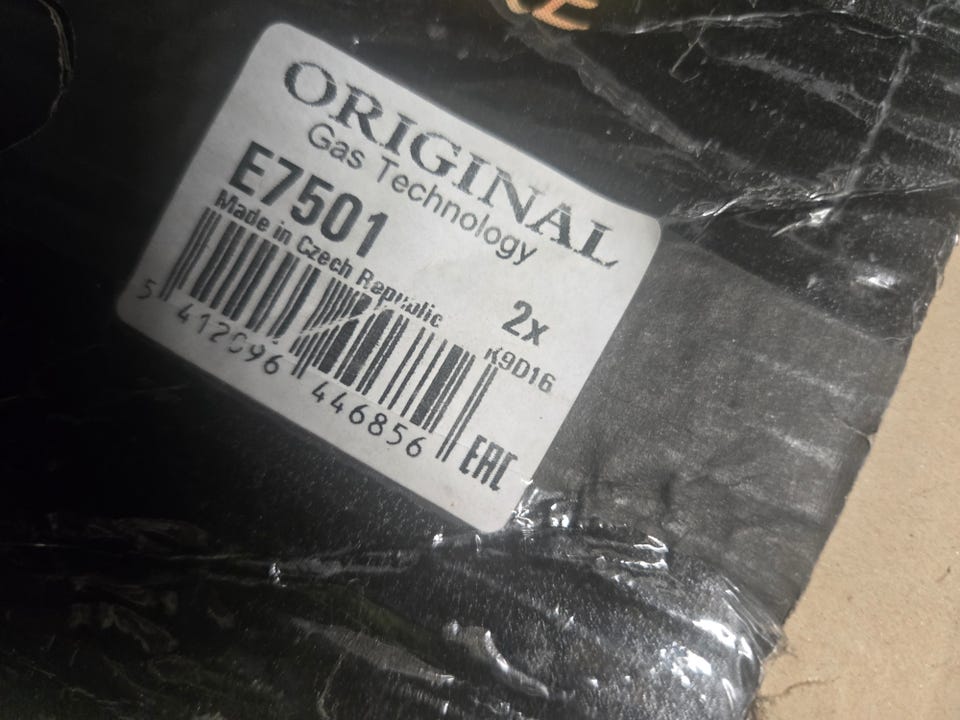 ORIGINAL
Gas Technology
E7501
Made in Czech Republic
2x
K9D16
5 412096 446856
EAC